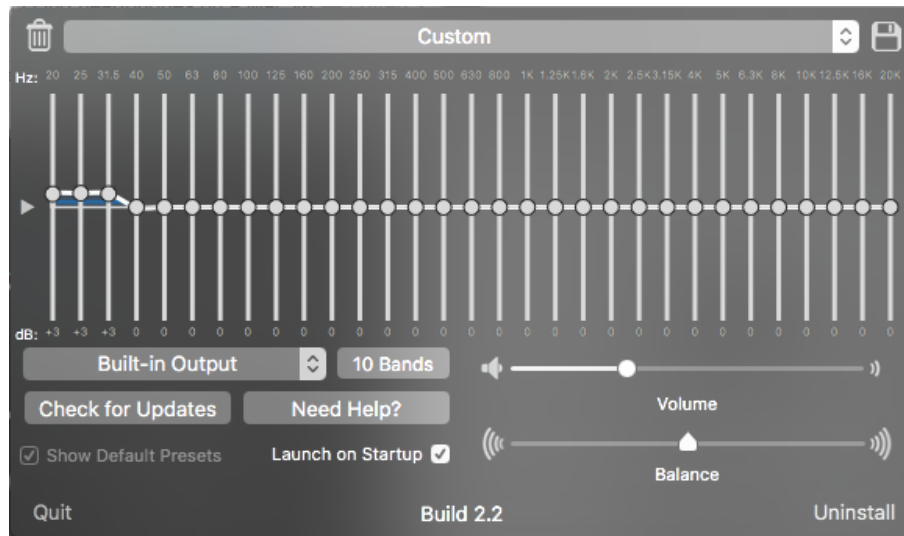 Custom
Hz: 20 25 31.5 40 50 63 80 100 125 160 200 250 315 400 500 630 800 1K 1.25K 1.6K 2K 2.5K 3.15K 4K 5K 6.3K 8K 10K 12.5K 16K 20K
dB: +3 +3 +3 0 0 0 0 0 0 0 0 0 0 0 0 0 0 0 0 0 0 0 0 0 0 0 0 0 0 0 0
Built-in Output
10 Bands
Check for Updates
Need Help?
Volume
Show Default Presets
Launch on Startup
Balance
Quit
Build 2.2
Uninstall